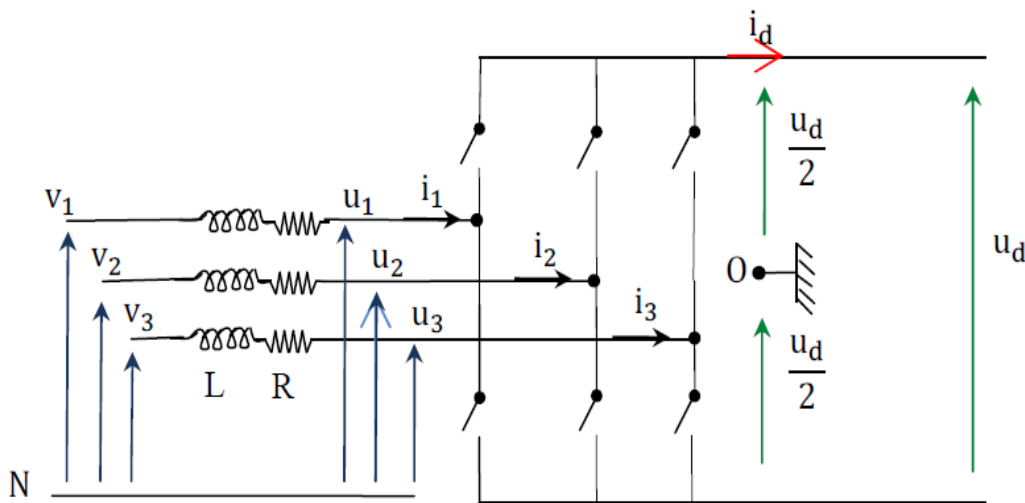 i_d
u_d/2
v_1
u_1
i_1
v_2
u_2
i_2
O
u_d
v_3
u_3
i_3
u_d/2
L
R
N